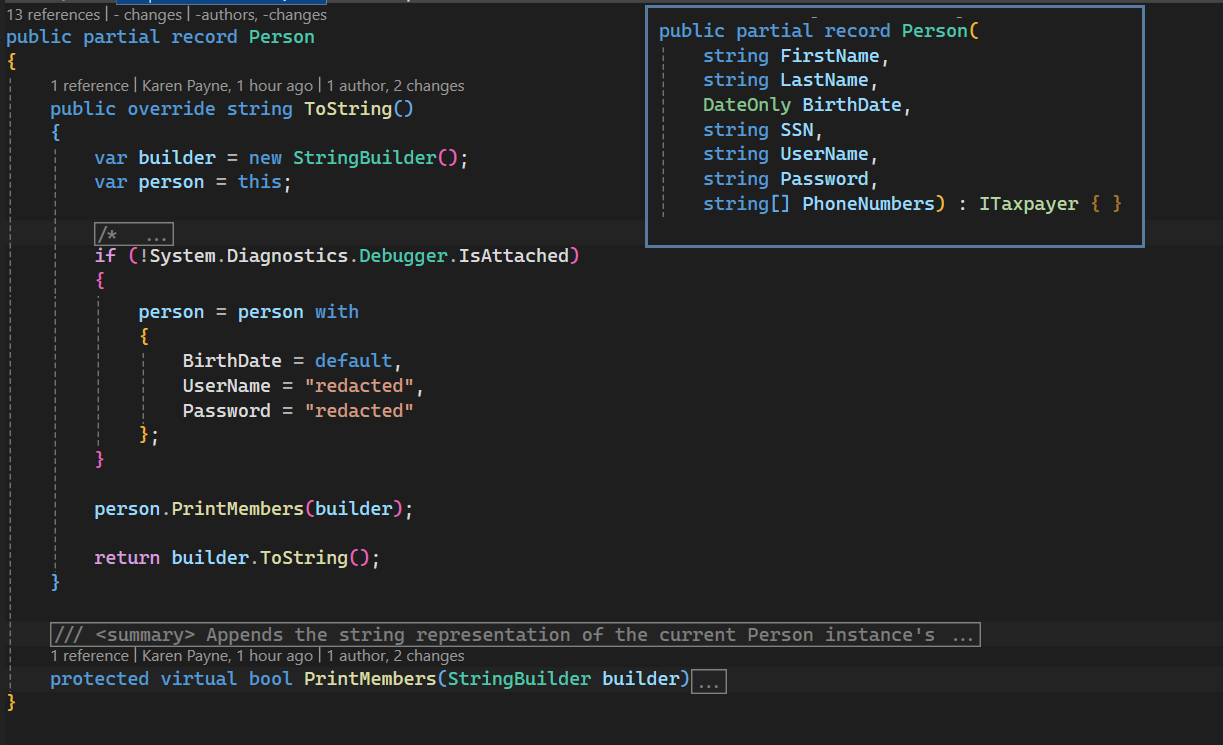 13 references | - changes | -authors, -changes
public partial record Person
{
1 reference | Karen Payne, 1 hour ago | 1 author, 2 changes
public override string ToString()
{
var builder = new StringBuilder();
var person = this;
/* ...
if (!System.Diagnostics.Debugger.IsAttached)
{
person = person with
{
BirthDate = default,
UserName = "redacted",
Password = "redacted"
};
}
person.PrintMembers(builder);
return builder.ToString();
}
/// <summary> Appends the string representation of the current Person instance's ...
1 reference | Karen Payne, 1 hour ago | 1 author, 2 changes
protected virtual bool PrintMembers(StringBuilder builder)...
}
public partial record Person(
string FirstName,
string LastName,
DateOnly BirthDate,
string SSN,
string UserName,
string Password,
string[] PhoneNumbers) : ITaxpayer { }